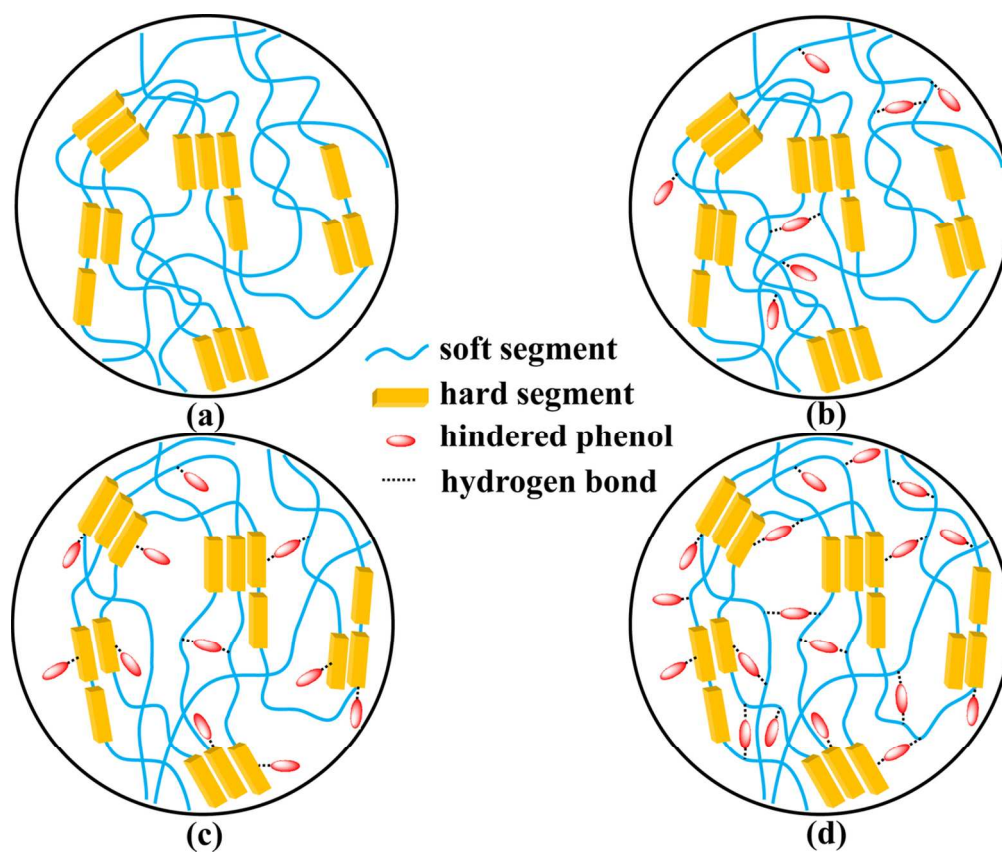 soft segment
hard segment
(a)
(b)
hindered phenol
hydrogen bond
(c)
(d)